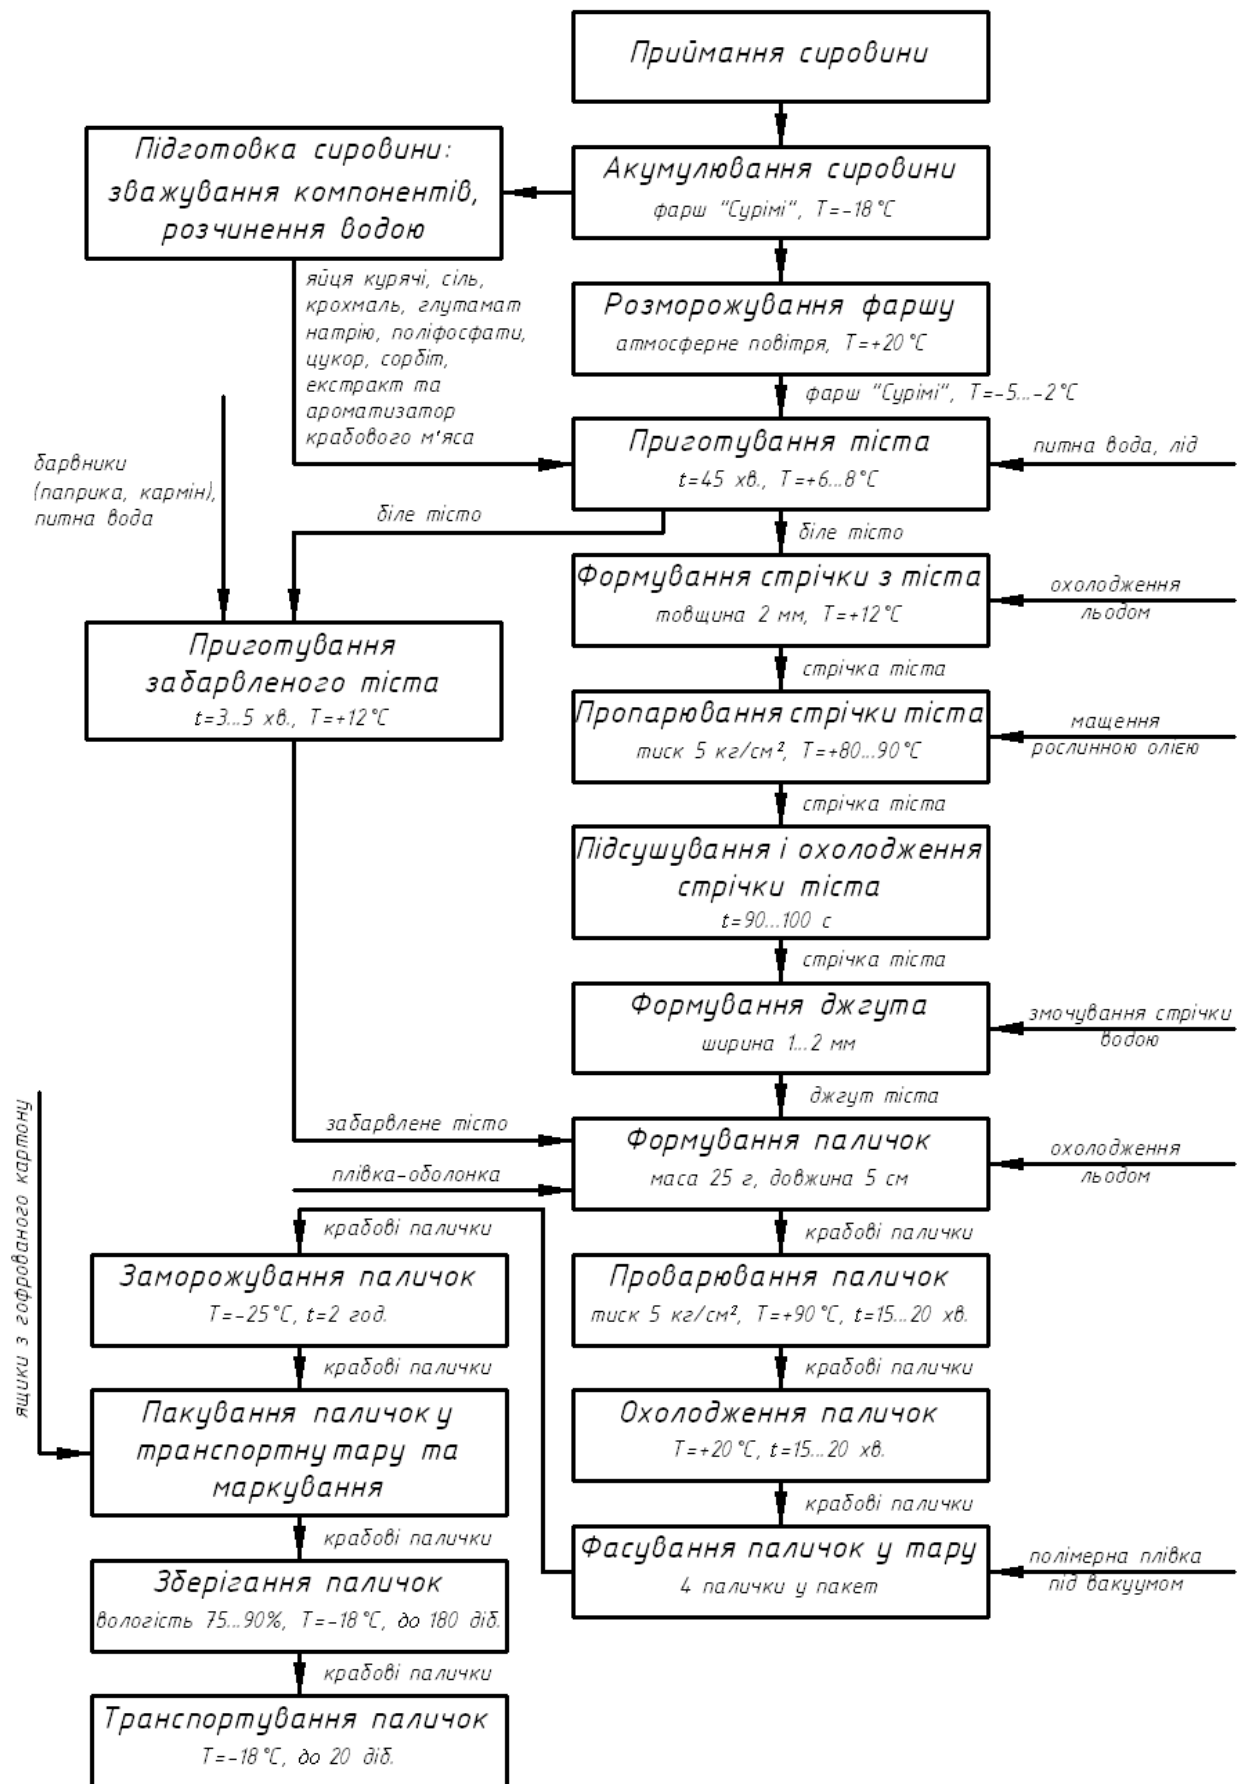 Приймання сировини
Підготовка сировини:
зважування компонентів,
розчинення водою
Акумулювання сировини
фарш "Сурімі", Т=-18°С
яйця курячі, сіль,
крохмаль, глутамат
натрію, поліфосфати,
цукор, сорбіт,
екстракт та
ароматизатор
крабового м'яса
Розморожування фаршу
атмосферне повітря, Т=+20°С
фарш "Сурімі", Т=-5...-2°С
Приготування тіста
t=45 хв., Т=+6...8°С
питна вода, лід
барвники
(паприка, кармін),
питна вода
біле тісто
біле тісто
Формування стрічки з тіста
товщина 2 мм, Т=+12°С
охолодження
льодом
Приготування
забарвленого тіста
t=3...5 хв., Т=+12°С
стрічка тіста
Пропарювання стрічки тіста
тиск 5 кг/см², Т=+80...90°С
мащення
рослинною олією
стрічка тіста
Підсушування і охолодження
стрічки тіста
t=90...100 с
стрічка тіста
Формування джгута
ширина 1...2 мм
змочування стрічки
водою
джгут тіста
забарвлене тісто
плівка-оболонка
Формування паличок
маса 25 г, довжина 5 см
охолодження
льодом
крабові палички
Проварювання паличок
тиск 5 кг/см², Т=+90°С, t=15...20 хв.
крабові палички
Охолодження паличок
Т=+20°С, t=15...20 хв.
крабові палички
Фасування паличок у тару
4 палички у пакет
полімерна плівка
під вакуумом
крабові палички
Заморожування паличок
Т=-25°С, t=2 год.
крабові палички
ящики з гофрованого картону
Пакування паличок у
транспортну тару та
маркування
крабові палички
Зберігання паличок
вологість 75...90%, Т=-18°С, до 180 діб.
крабові палички
Транспортування паличок
Т=-18°С, до 20 діб.